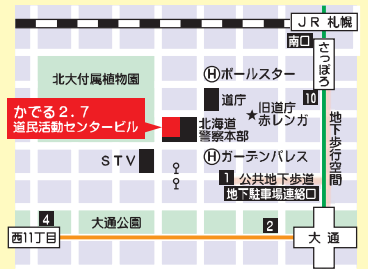 JR 札幌
南口
さっぽろ
北大付属植物園
Ⓗポールスター
道庁
10
★旧道庁
赤レンガ
かでる2.7
道民活動センタービル
北海道
警察本部
地下歩行空間
STV
Ⓗガーデンパレス
1 公共地下歩道
地下駐車場連絡口
4
大通公園
2
西11丁目
大通